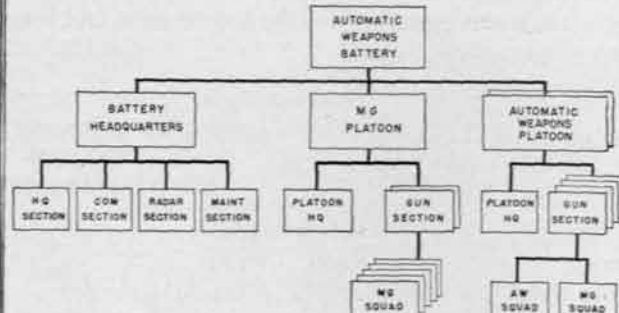 AUTOMATIC
WEAPONS
BATTERY
BATTERY
HEADQUARTERS
MG
PLATOON
AUTOMATIC
WEAPONS
PLATOON
HQ
SECTION
COM
SECTION
RADAR
SECTION
MAINT
SECTION
PLATOON
HQ
GUN
SECTION
PLATOON
HQ
GUN
SECTION
MG
SQUAD
AW
SQUAD
MG
SQUAD